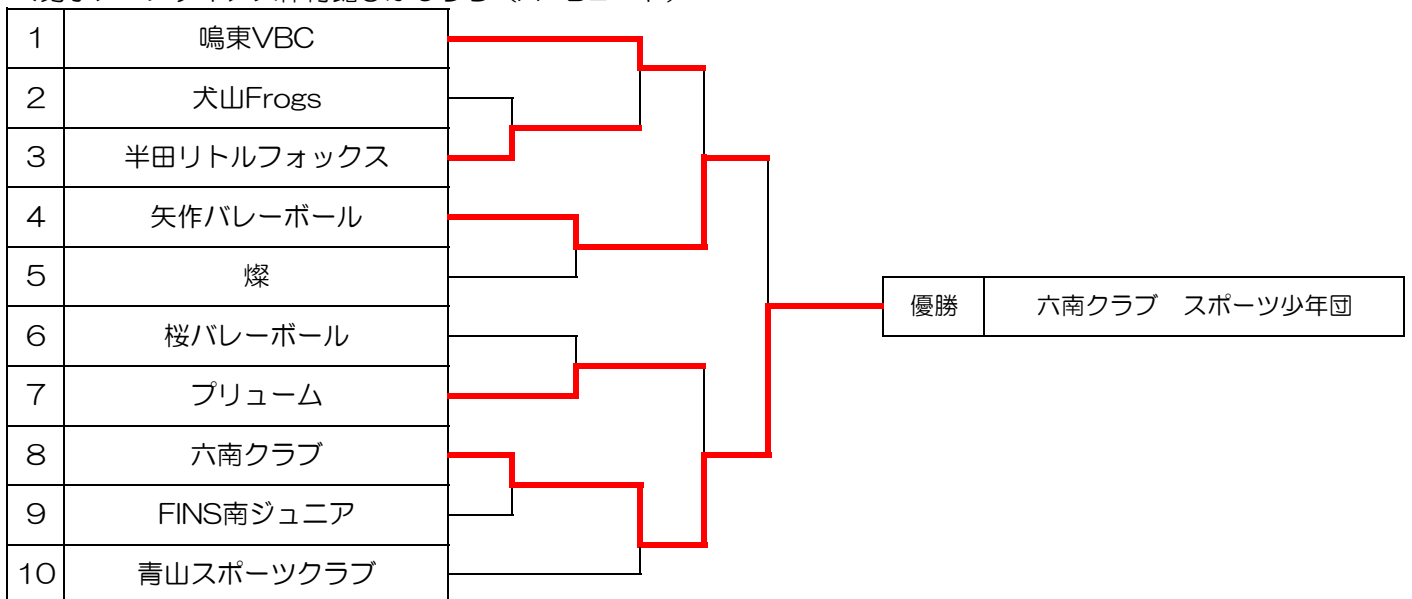 1 鳴東VBC
2 犬山Frogs
3 半田リトルフォックス
4 矢作バレーボール
5 燦
優勝 六南クラブ スポーツ少年団
6 桜バレーボール
7 プリューム
8 六南クラブ
9 FINS南ジュニア
10 青山スポーツクラブ